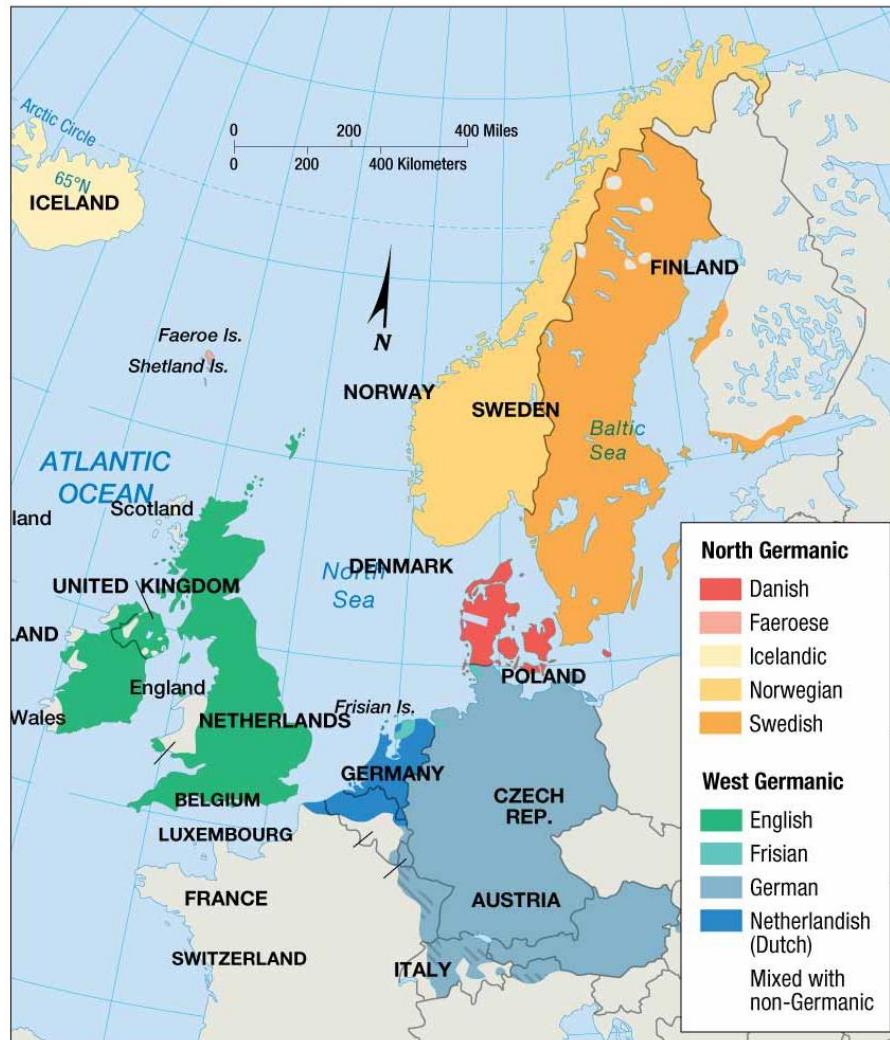 Arctic Circle
0 200 400 Miles
0 200 400 Kilometers
65°N
ICELAND
FINLAND
N
Faeroe Is.
Shetland Is.
NORWAY
SWEDEN
Baltic
Sea
ATLANTIC
OCEAN
Scotland
land
DENMARK
North
Sea
UNITED KINGDOM
LAND
England
POLAND
Wales
NETHERLANDS
Frisian Is.
GERMANY
BELGIUM
CZECH
REP.
LUXEMBOURG
FRANCE
AUSTRIA
SWITZERLAND
ITALY
North Germanic
Danish
Faeroese
Icelandic
Norwegian
Swedish
West Germanic
English
Frisian
German
Netherlandish
(Dutch)
Mixed with
non-Germanic